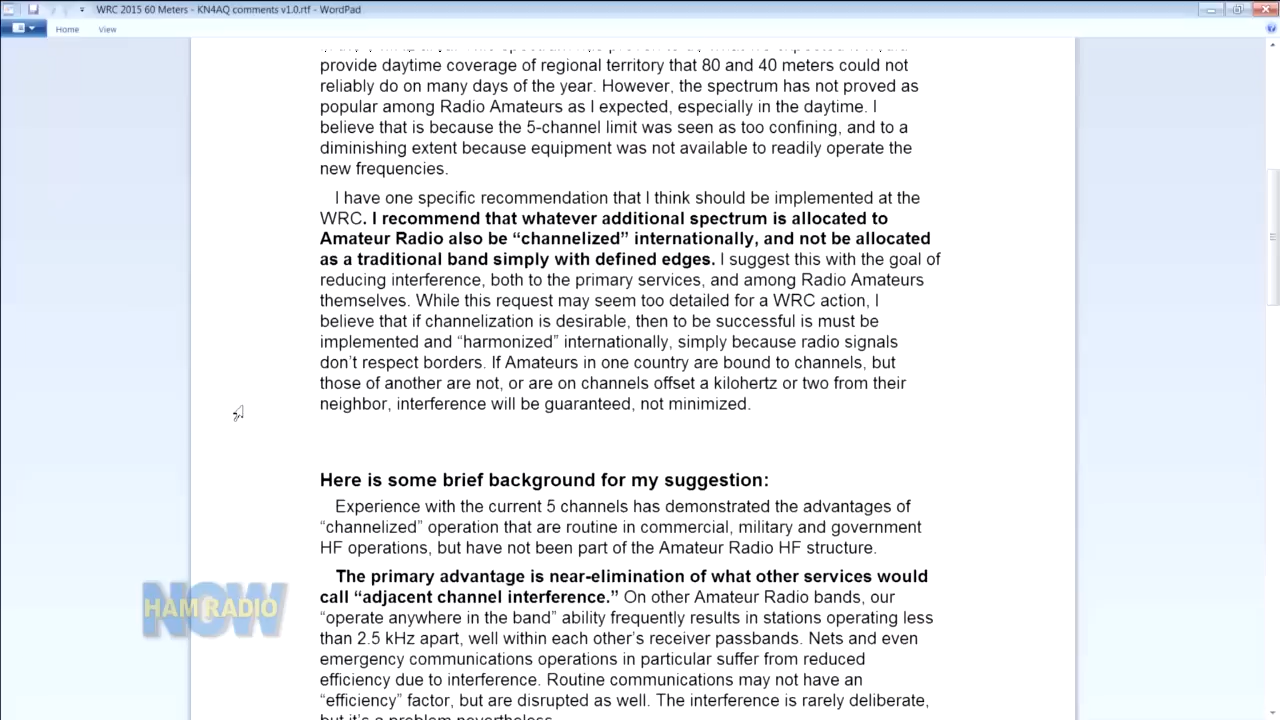 WRC 2015 60 Meters - KN4AQ comments v1.0.rtf - WordPad
Home View
provide daytime coverage of regional territory that 80 and 40 meters could not
reliably do on many days of the year. However, the spectrum has not proved as
popular among Radio Amateurs as I expected, especially in the daytime. I
believe that is because the 5-channel limit was seen as too confining, and to a
diminishing extent because equipment was not available to readily operate the
new frequencies.
I have one specific recommendation that I think should be implemented at the
WRC. I recommend that whatever additional spectrum is allocated to
Amateur Radio also be “channelized” internationally, and not be allocated
as a traditional band simply with defined edges. I suggest this with the goal of
reducing interference, both to the primary services, and among Radio Amateurs
themselves. While this request may seem too detailed for a WRC action, I
believe that if channelization is desirable, then to be successful is must be
implemented and “harmonized” internationally, simply because radio signals
don’t respect borders. If Amateurs in one country are bound to channels, but
those of another are not, or are on channels offset a kilohertz or two from their
neighbor, interference will be guaranteed, not minimized.
Here is some brief background for my suggestion:
Experience with the current 5 channels has demonstrated the advantages of
“channelized” operation that are routine in commercial, military and government
HF operations, but have not been part of the Amateur Radio HF structure.
The primary advantage is near-elimination of what other services would
call “adjacent channel interference.” On other Amateur Radio bands, our
“operate anywhere in the band” ability frequently results in stations operating less
than 2.5 kHz apart, well within each other’s receiver passbands. Nets and even
emergency communications operations in particular suffer from reduced
efficiency due to interference. Routine communications may not have an
“efficiency” factor, but are disrupted as well. The interference is rarely deliberate,
but it’s a problem nevertheless.
HAM RADIO
NOW